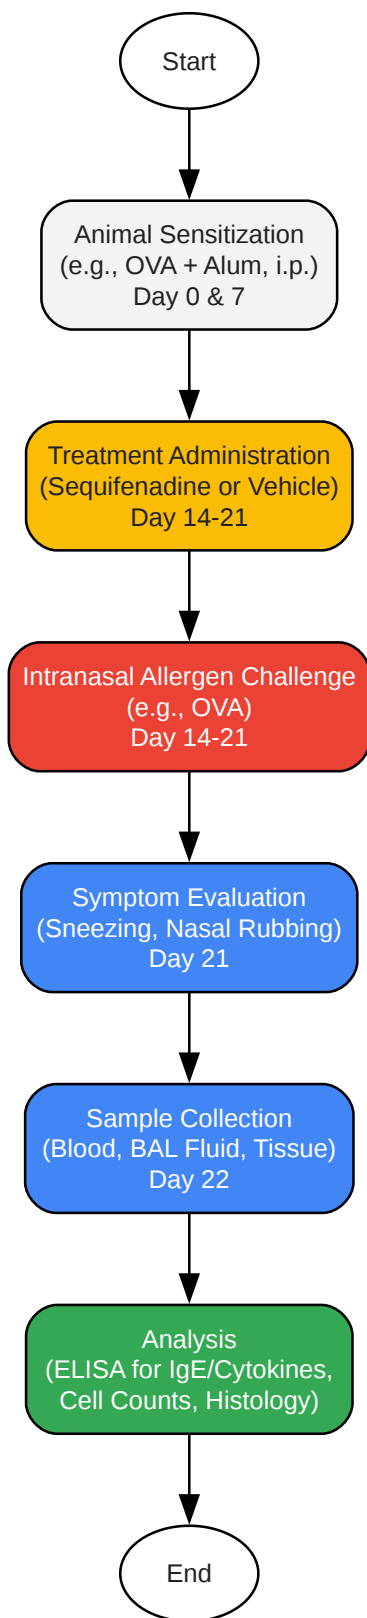 Start
Animal Sensitization
(e.g., OVA + Alum, i.p.)
Day 0 & 7
Treatment Administration
(Sequifenadine or Vehicle)
Day 14-21
Intranasal Allergen Challenge
(e.g., OVA)
Day 14-21
Symptom Evaluation
(Sneezing, Nasal Rubbing)
Day 21
Sample Collection
(Blood, BAL Fluid, Tissue)
Day 22
Analysis
(ELISA for IgE/Cytokines,
Cell Counts, Histology)
End